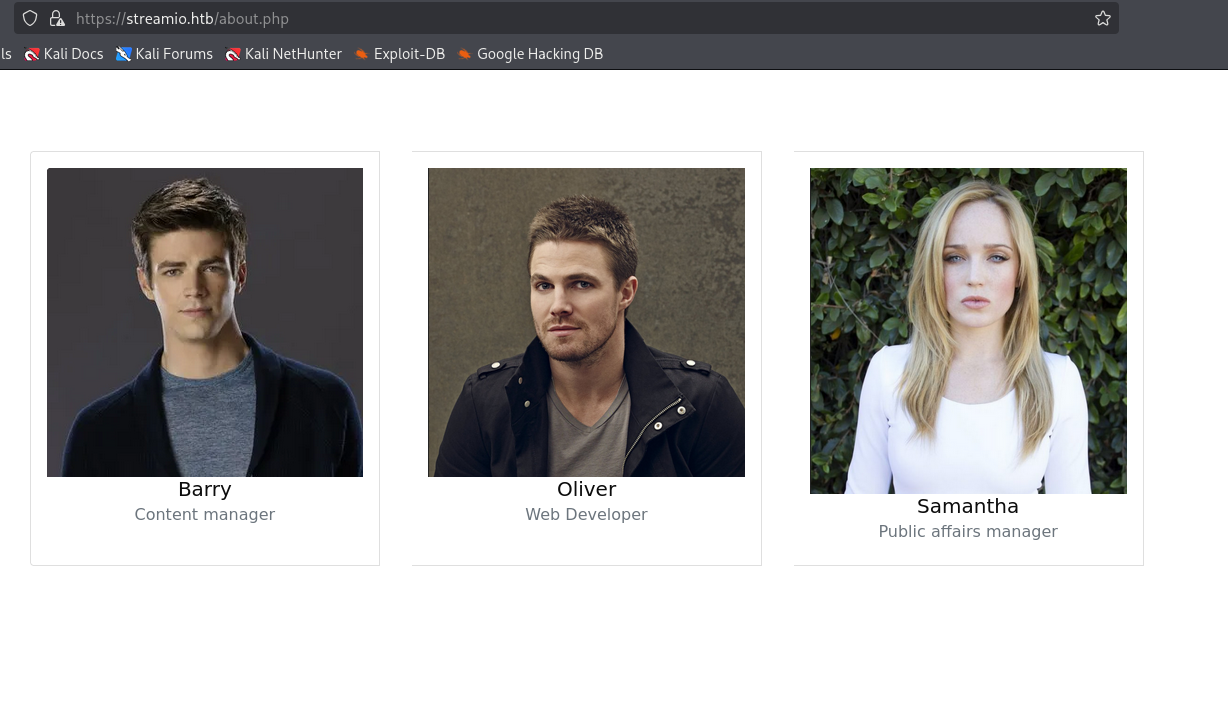 https://streamio.htb/about.php
ls Kali Docs Kali Forums Kali NetHunter Exploit-DB Google Hacking DB
Barry
Content manager
Oliver
Web Developer
Samantha
Public affairs manager